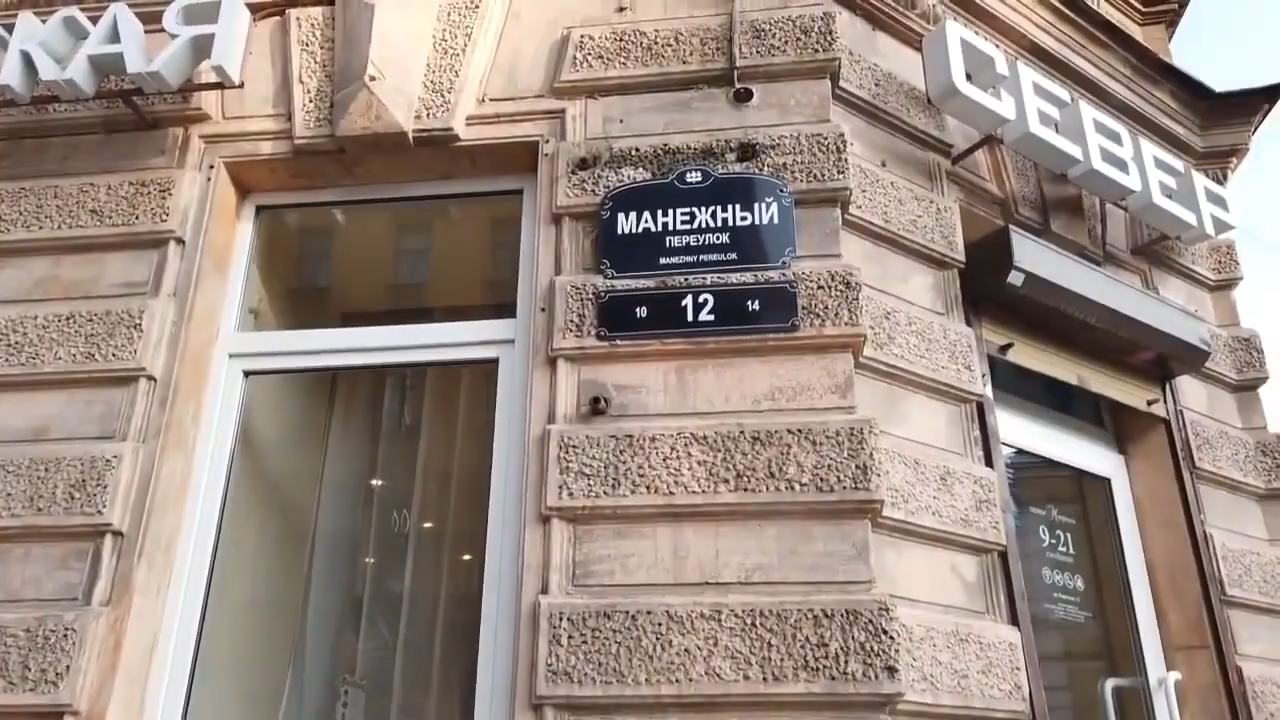 КАЯ
СЕВЕР
МАНЕЖНЫЙ
ПЕРЕУЛОК
MANEZHNY PEREULOK
10 12 14
9-21